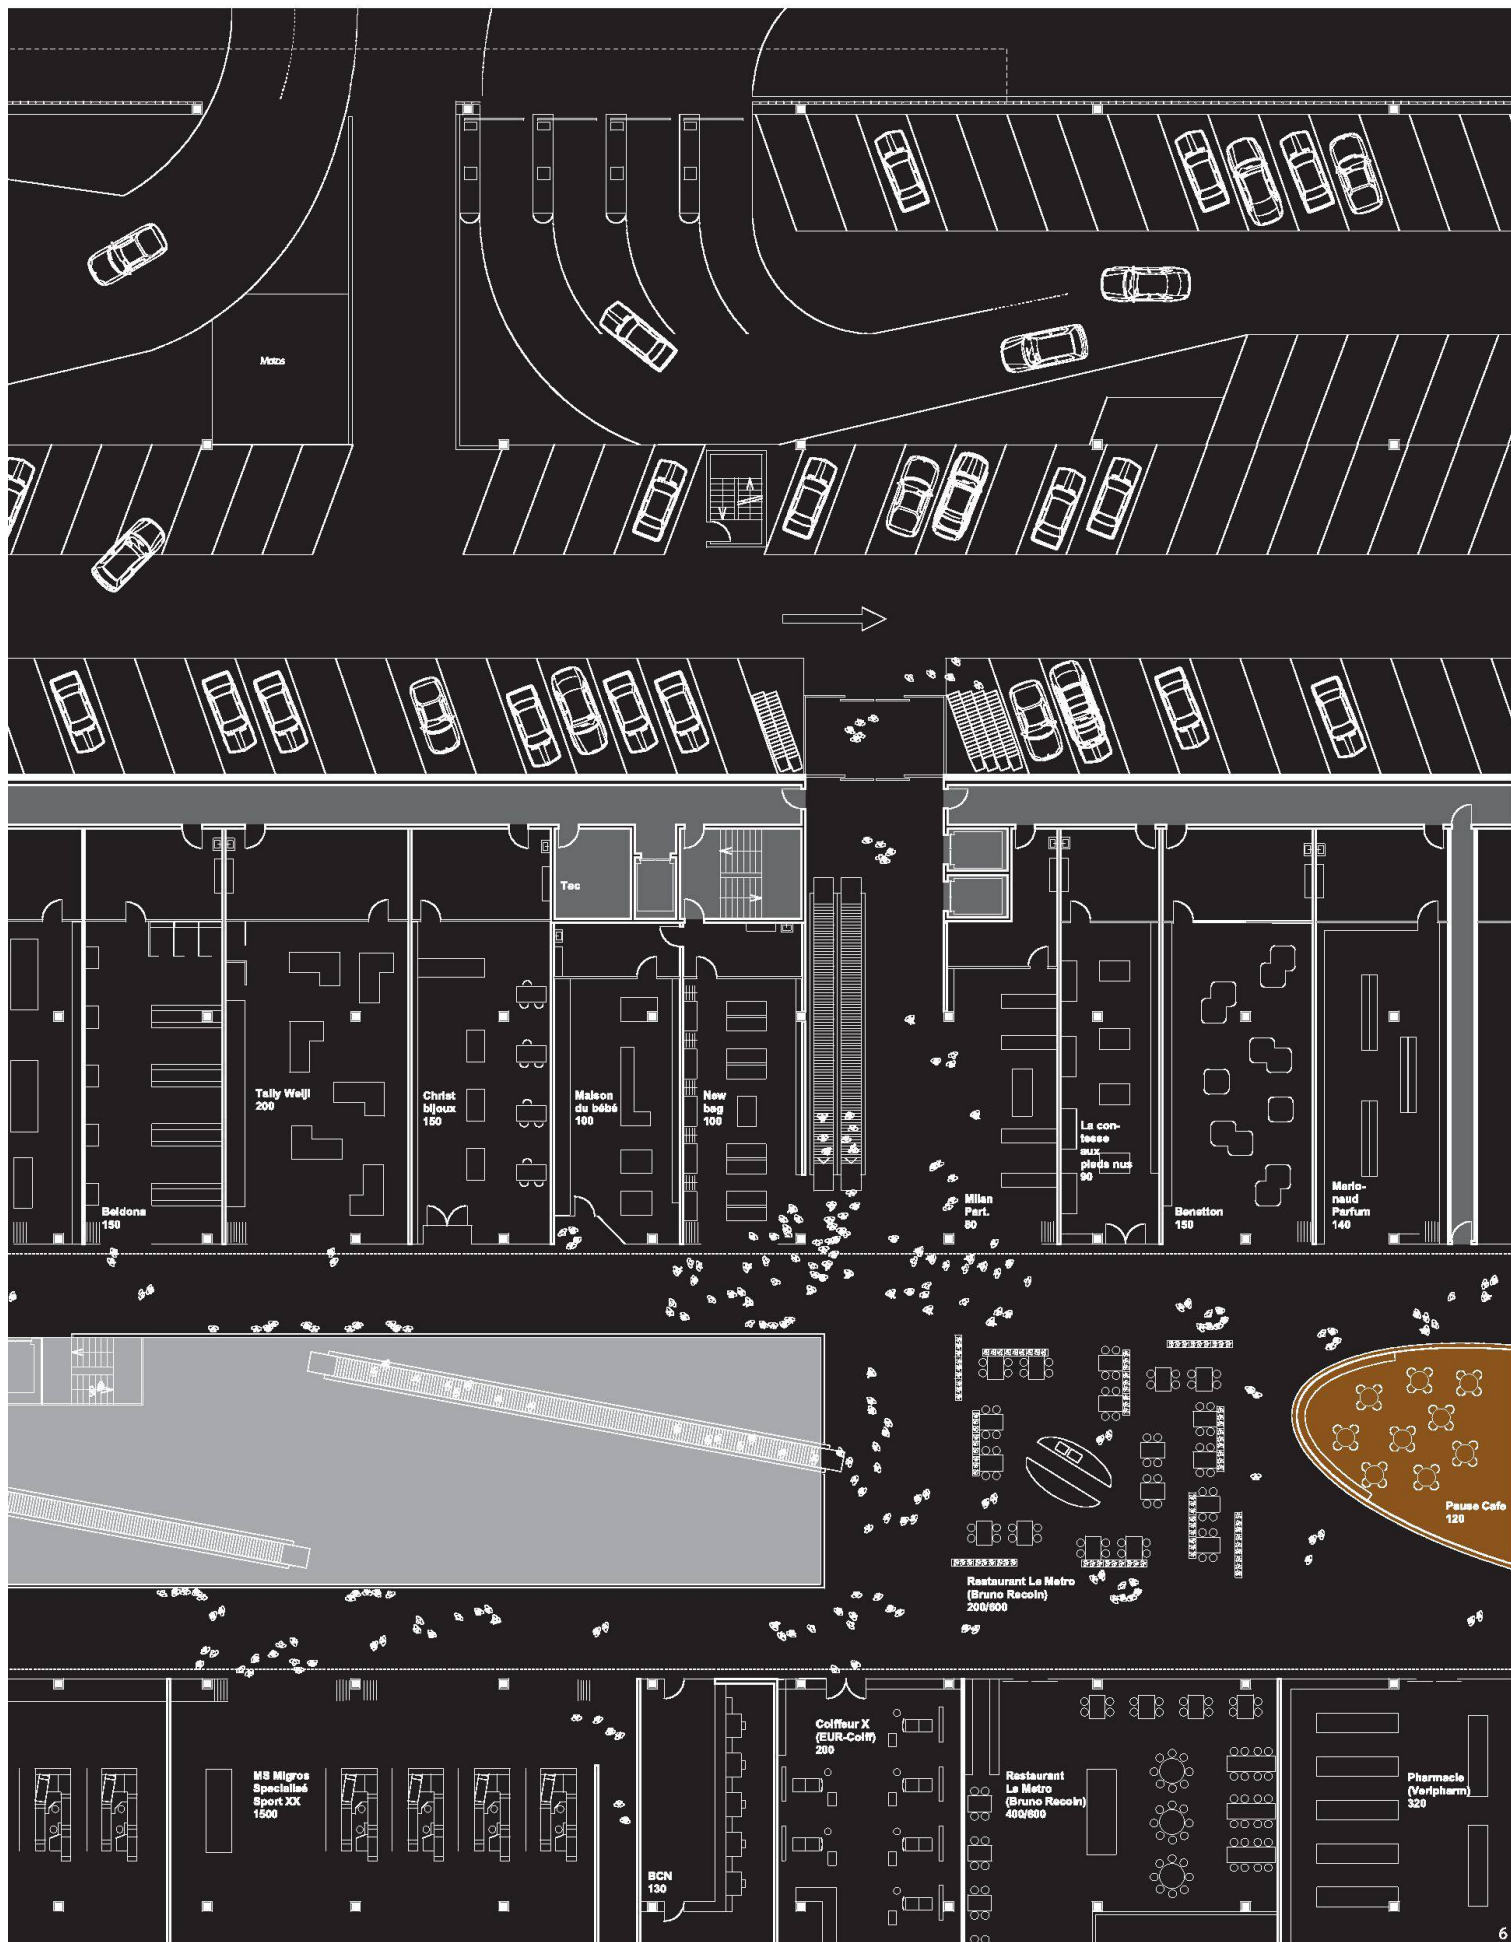 Motos
Tec
Tally Weijl
200
Christ
bijoux
150
Maison
du bébé
100
New
bag
100
La con-
tesse
aux
pieds nus
90
Beldona
150
Milan
Part.
80
Benetton
150
Mario-
naud
Parfum
140
Pause Cafe
120
Restaurant Le Metro
(Bruno Recoin)
200/600
MS Migros
Specialisé
Sport XX
1500
BCN
130
Coiffeur X
(EUR-Coiff)
200
Restaurant
Le Metro
(Bruno Recoin)
400/600
Pharmacie
(Veripharm)
320
6